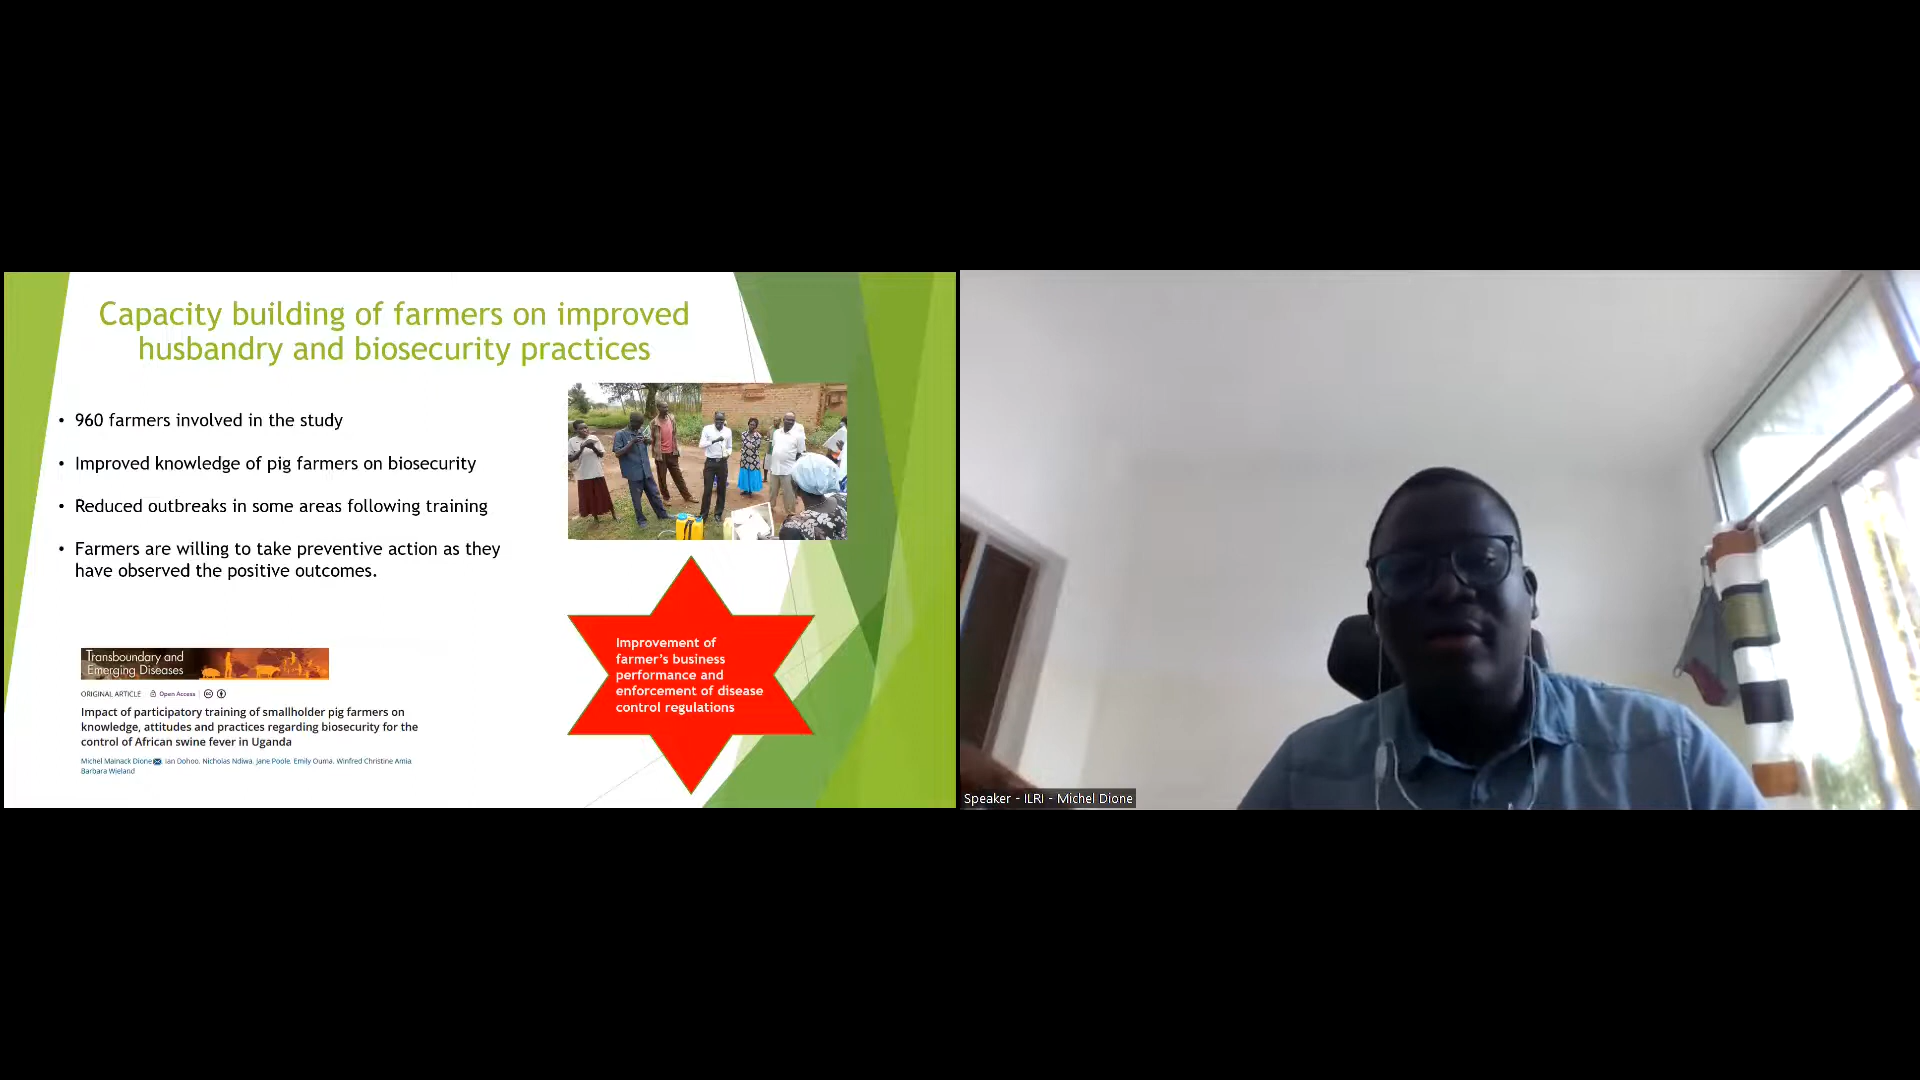 Capacity building of farmers on improved
husbandry and biosecurity practices
• 960 farmers involved in the study
• Improved knowledge of pig farmers on biosecurity
• Reduced outbreaks in some areas following training
• Farmers are willing to take preventive action as they
have observed the positive outcomes.
Improvement of
farmer's business
performance and
enforcement of disease
control regulations
Transboundary and
Emerging Diseases
ORIGINAL ARTICLE Open Access
Impact of participatory training of smallholder pig farmers on
knowledge, attitudes and practices regarding biosecurity for the
control of African swine fever in Uganda
Michel Mainack Dione, Ian Dohoo, Nicholas Ndiwa, Jane Poole, Emily Ouma, Winfred Christine Amia,
Barbara Wieland
Speaker - ILRI - Michel Dione